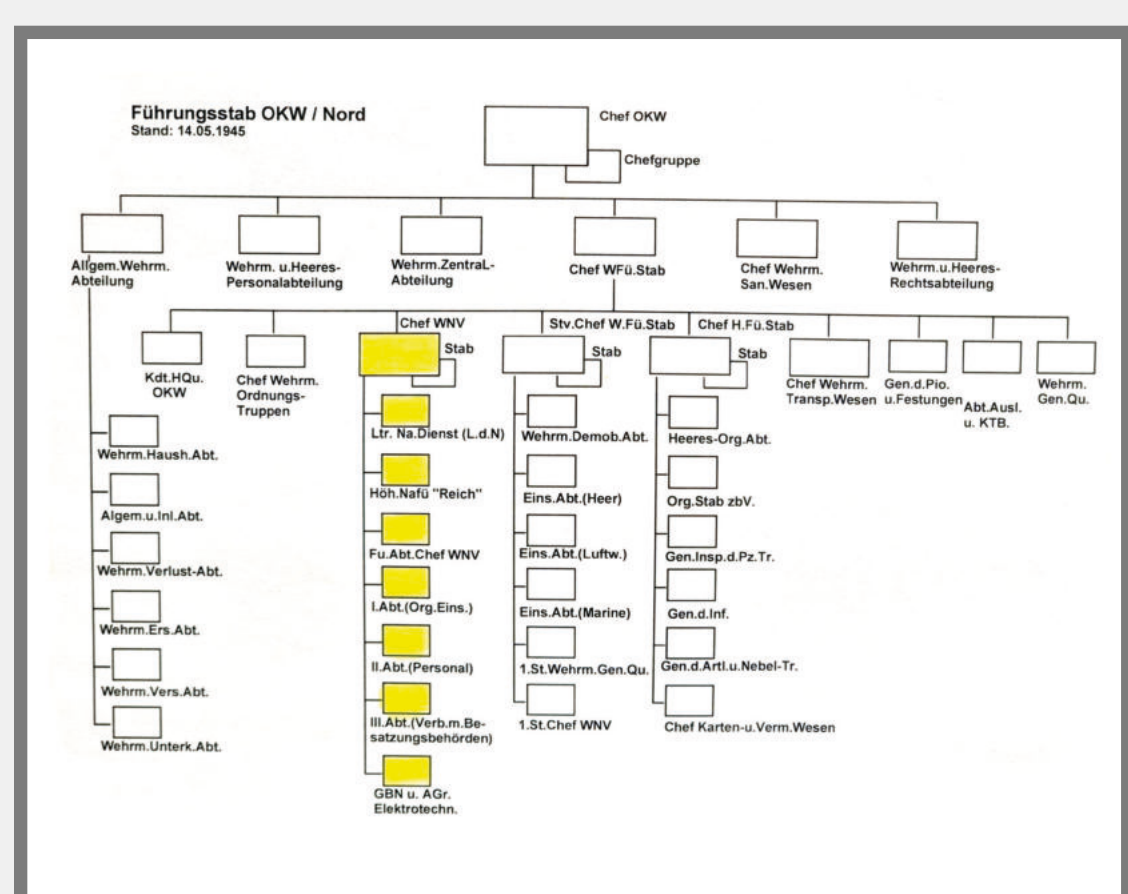 Führungsstab OKW / Nord
Stand: 14.05.1945
Chef OKW
Chefgruppe
Allgem.Wehrm.
Abteilung
Wehrm. u.Heeres-
Personalabteilung
Wehrm.ZentraL-
Abteilung
Chef WFü.Stab
Chef Wehrm.
San.Wesen
Wehrm.u.Heeres-
Rechtsabteilung
Kdt.HQu.
OKW
Chef Wehrm.
Ordnungs-
Truppen
Chef WNV
Stab
Stv.Chef W.Fü.Stab
Stab
Chef H.Fü.Stab
Stab
Chef Wehrm.
Transp.Wesen
Gen.d.Pio.
u.Festungen
Abt.Ausl.
u. KTB.
Wehrm.
Gen.Qu.
Wehrm.Haush.Abt.
Algem.u.Inl.Abt.
Wehrm.Verlust-Abt.
Wehrm.Ers.Abt.
Wehrm.Vers.Abt.
Wehrm.Unterk.Abt.
Ltr. Na.Dienst (L.d.N)
Höh.Nafü "Reich"
Fu.Abt.Chef WNV
I.Abt.(Org.Eins.)
II.Abt.(Personal)
III.Abt.(Verb.m.Be-
satzungsbehörden)
GBN u. AGr.
Elektrotechn.
Wehrm.Demob.Abt.
Eins.Abt.(Heer)
Eins.Abt.(Luftw.)
Eins.Abt.(Marine)
1.St.Wehrm.Gen.Qu.
1.St.Chef WNV
Heeres-Org.Abt.
Org.Stab zbV.
Gen.Insp.d.Pz.Tr.
Gen.d.Inf.
Gen.d.Artl.u.Nebel-Tr.
Chef Karten-u.Verm.Wesen